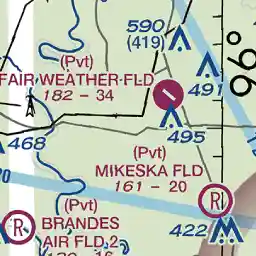 590
(419)
(Pvt)
FAIR WEATHER FLD
182 - 34
96°
491
495
468
(Pvt)
MIKESKA FLD
161 - 20
R
422
(Pvt)
R
BRANDES
AIR FLD 2